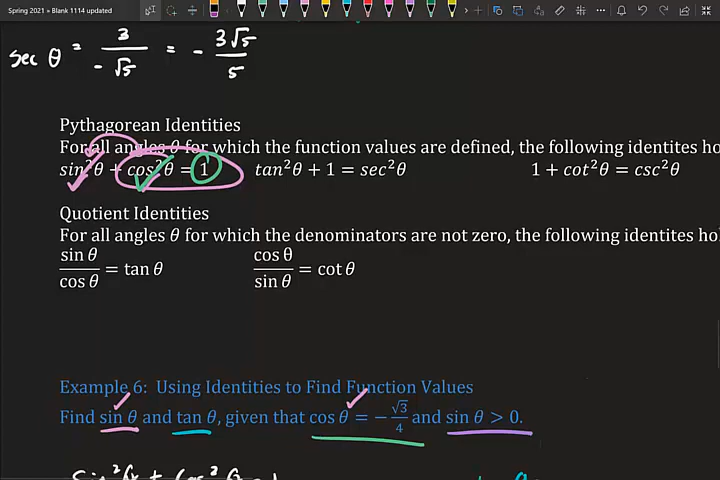 Spring 2021 » Blank 1114 updated
sec θ = 3 / -√5 = - 3√5 / 5
Pythagorean Identities
For all angles θ for which the function values are defined, the following identites ho
sin²θ + cos²θ = 1 tan²θ + 1 = sec²θ 1 + cot²θ = csc²θ
Quotient Identities
For all angles θ for which the denominators are not zero, the following identites hol
sin θ / cos θ = tan θ cos θ / sin θ = cot θ
Example 6: Using Identities to Find Function Values
Find sin θ and tan θ, given that cos θ = - √3 / 4 and sin θ > 0.